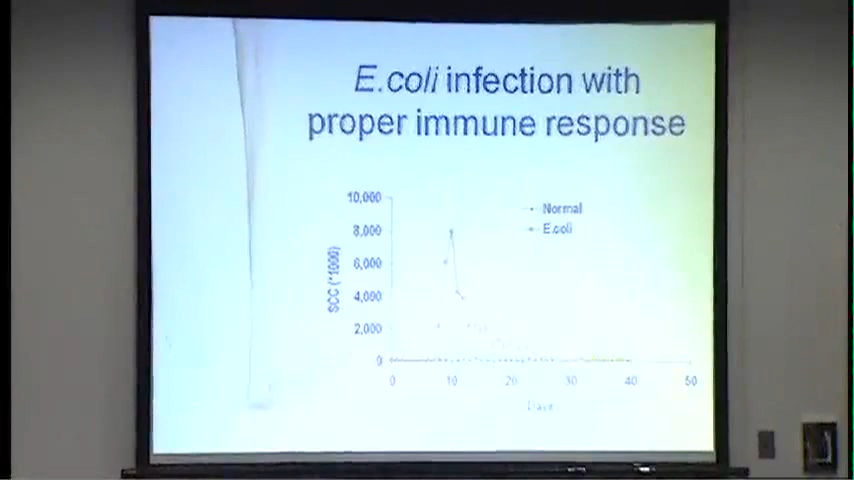 E.coli infection with
proper immune response
10,000
8,000
6,000
4,000
2,000
0
SCC (*1000)
Normal
E.coli
0 10 20 30 40 50
Days